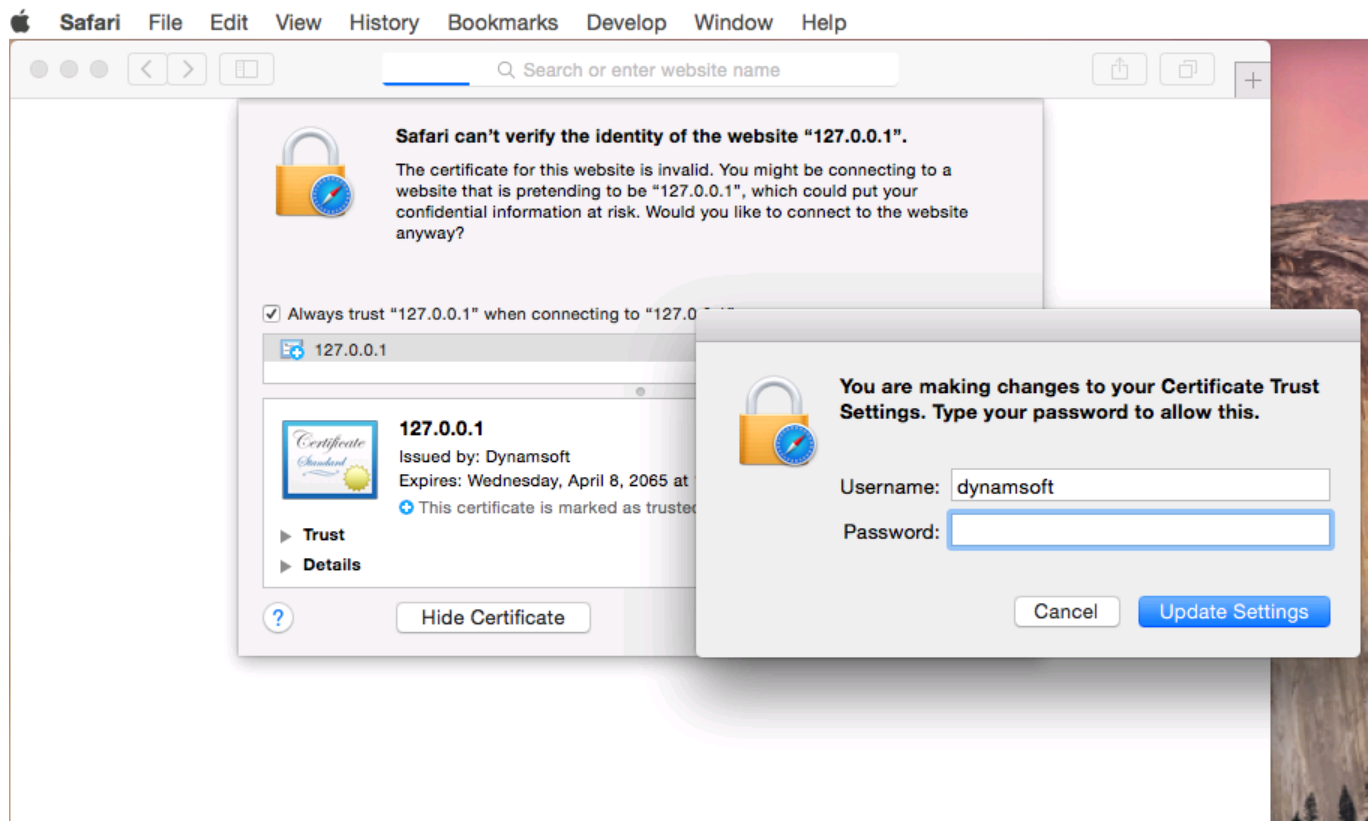 Safari File Edit View History Bookmarks Develop Window Help
Search or enter website name
Safari can't verify the identity of the website “127.0.0.1”.
The certificate for this website is invalid. You might be connecting to a
website that is pretending to be “127.0.0.1”, which could put your
confidential information at risk. Would you like to connect to the website
anyway?
Always trust “127.0.0.1” when connecting to
127.0.0.1
Certificate
Standard
127.0.0.1
Issued by: Dynamsoft
Expires: Wednesday, April 8, 2065 at
This certificate is marked as trusted
Trust
Details
?
Hide Certificate
You are making changes to your Certificate Trust
Settings. Type your password to allow this.
Username: dynamsoft
Password:
Cancel Update Settings